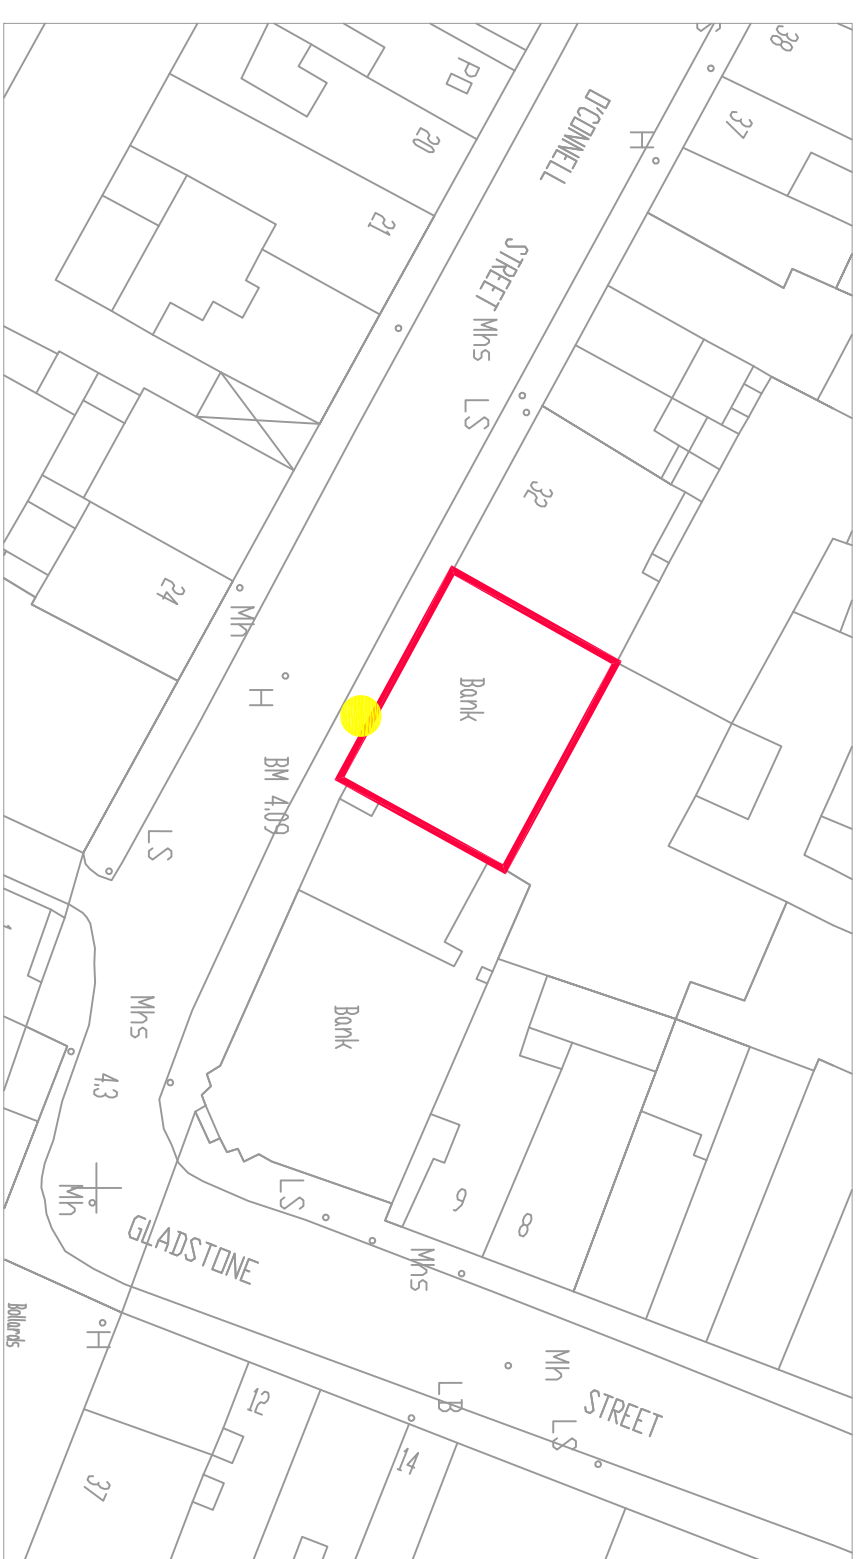 38
PO
37
20
O'CONNELL
H
21
STREET
Mhs
LS
32
24
Mh
H
Bank
BM 4.09
LS
Mhs
Bank
4.3
Mh
LS
9
8
GLADSTONE
Mhs
Bollards
H
Mh
LB
12
STREET
LS
14
37